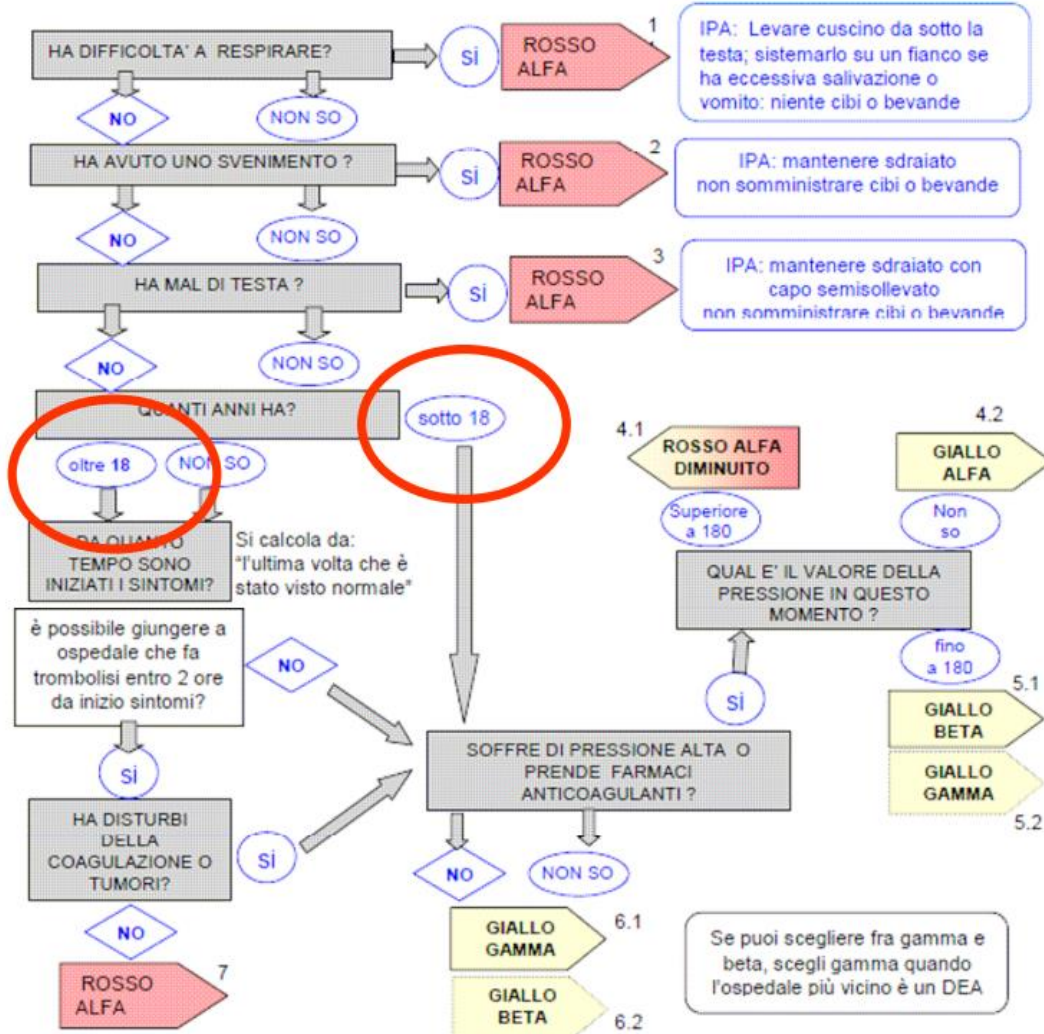 HA DIFFICOLTA' A RESPIRARE?
si
ROSSO
ALFA
1
IPA: Levare cuscino da sotto la
testa; sistemarlo su un fianco se
ha eccessiva salivazione o
vomito: niente cibi o bevande
NO
NON SO
HA AVUTO UNO SVENIMENTO ?
si
ROSSO
ALFA
2
IPA: mantenere sdraiato
non somministrare cibi o bevande
NO
NON SO
HA MAL DI TESTA ?
si
ROSSO
ALFA
3
IPA: mantenere sdraiato con
capo semisollevato
non somministrare cibi o bevande
NO
NON SO
QUANTI ANNI HA?
sotto 18
oltre 18
NON SO
DA QUANTO
TEMPO SONO
INIZIATI I SINTOMI?
Si calcola da:
"l'ultima volta che è
stato visto normale"
è possibile giungere a
ospedale che fa
trombolisi entro 2 ore
da inizio sintomi?
NO
si
HA DISTURBI
DELLA
COAGULAZIONE O
TUMORI?
si
NO
ROSSO
ALFA
7
4.1
ROSSO ALFA
DIMINUITO
Superiore
a 180
4.2
GIALLO
ALFA
Non
so
QUAL E' IL VALORE DELLA
PRESSIONE IN QUESTO
MOMENTO ?
fino
a 180
si
5.1
GIALLO
BETA
GIALLO
GAMMA
5.2
SOFFRE DI PRESSIONE ALTA O
PRENDE FARMACI
ANTICOAGULANTI ?
NO
NON SO
GIALLO
GAMMA
6.1
GIALLO
BETA
6.2
Se puoi scegliere fra gamma e
beta, scegli gamma quando
l'ospedale più vicino è un DEA